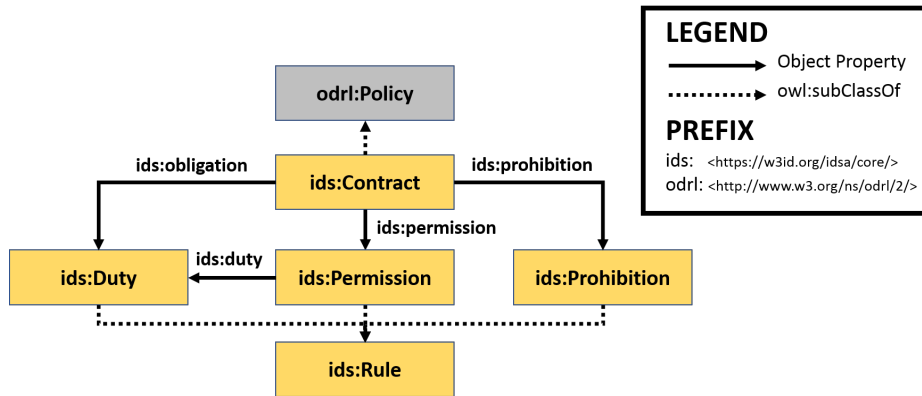 LEGEND
Object Property
owl:subClassOf
PREFIX
ids: <https://w3id.org/idsa/core/>
odrl: <http://www.w3.org/ns/odrl/2/>
odrl:Policy
ids:obligation
ids:prohibition
ids:Contract
ids:permission
ids:duty
ids:Duty
ids:Permission
ids:Prohibition
ids:Rule